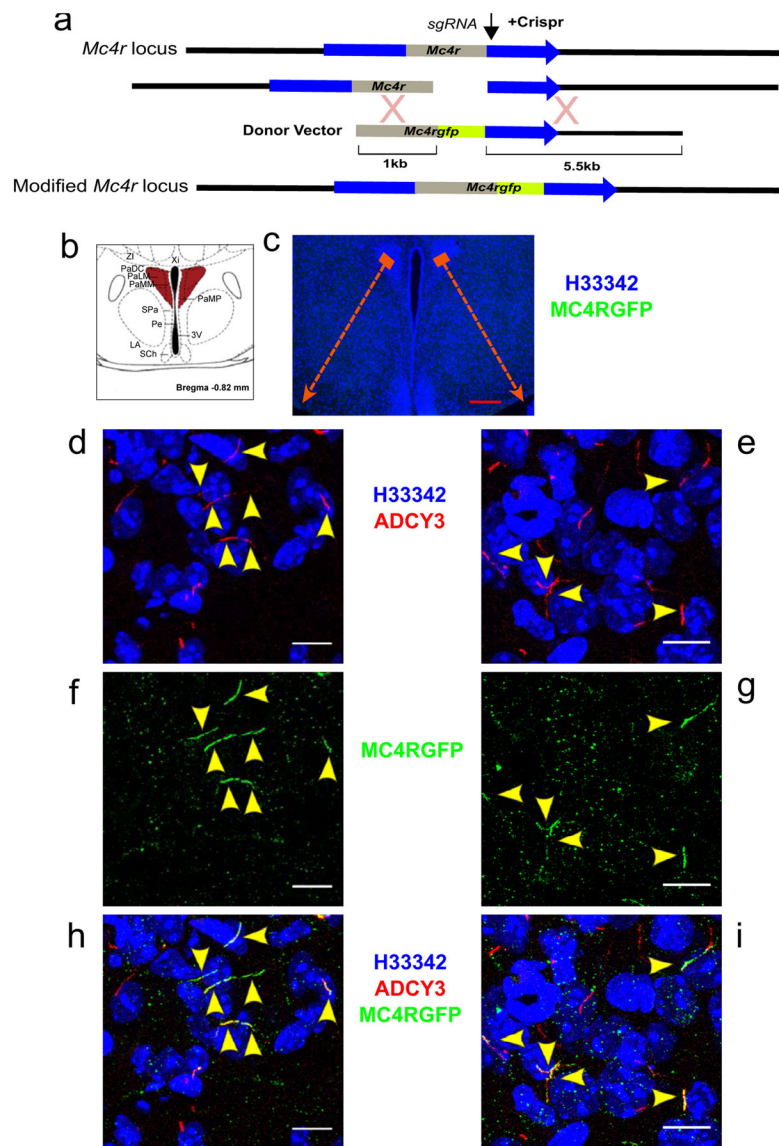 a
sgRNA
+Crispr
Mc4r locus
Mc4r
Mc4r
Donor Vector
Mc4rgfp
1kb
5.5kb
Modified Mc4r locus
Mc4rgfp
b
ZI
Xi
PaDC
PaLM
PaMM
PaMP
SPa
Pe
3V
LA
SCh
Bregma -0.82 mm
c
H33342
MC4RGFP
d
H33342
ADCY3
e
f
MC4RGFP
g
h
H33342
ADCY3
MC4RGFP
i